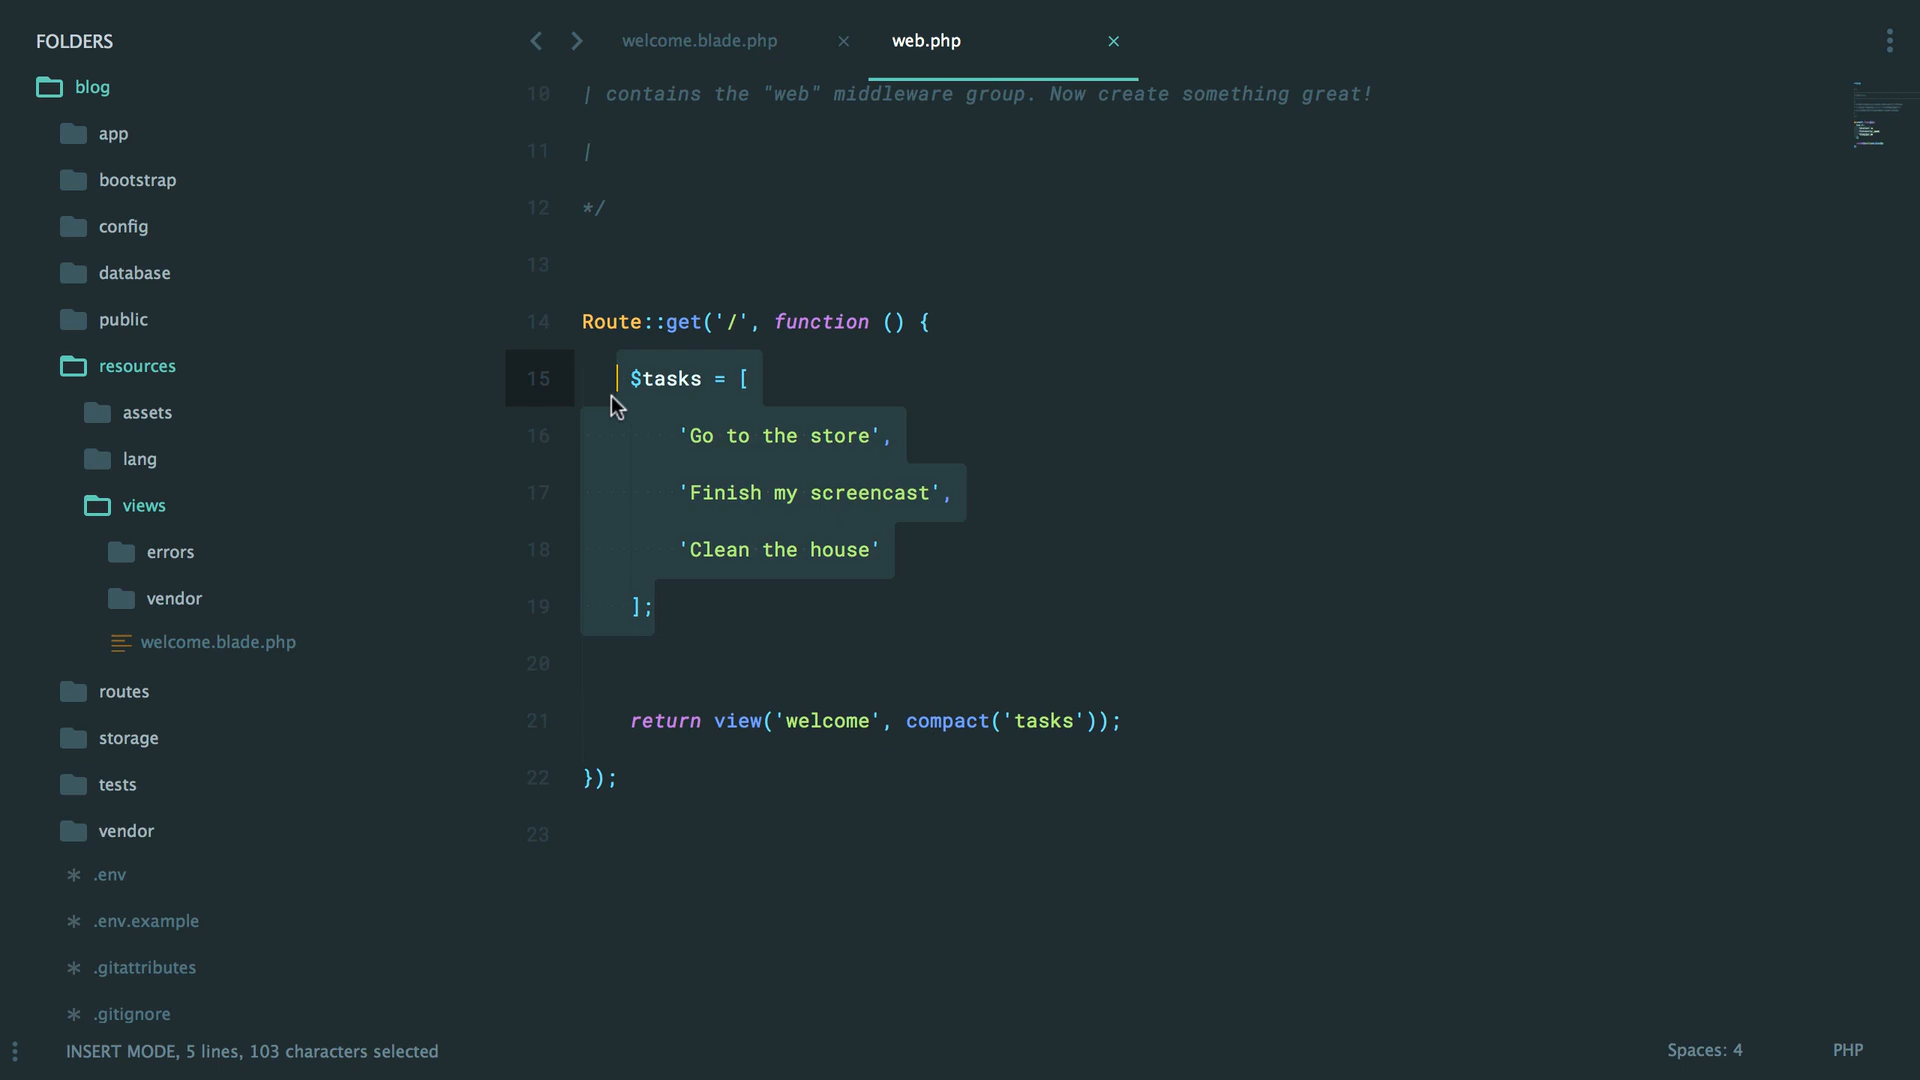 FOLDERS
blog
app
bootstrap
config
database
public
resources
assets
lang
views
errors
vendor
welcome.blade.php
routes
storage
tests
vendor
.env
.env.example
.gitattributes
.gitignore
welcome.blade.php
web.php
10 | contains the "web" middleware group. Now create something great!
11 |
12 */
13
14 Route::get('/', function () {
15 $tasks = [
16 'Go to the store',
17 'Finish my screencast',
18 'Clean the house'
19 ];
20
21 return view('welcome', compact('tasks'));
22 });
23
INSERT MODE, 5 lines, 103 characters selected
Spaces: 4
PHP